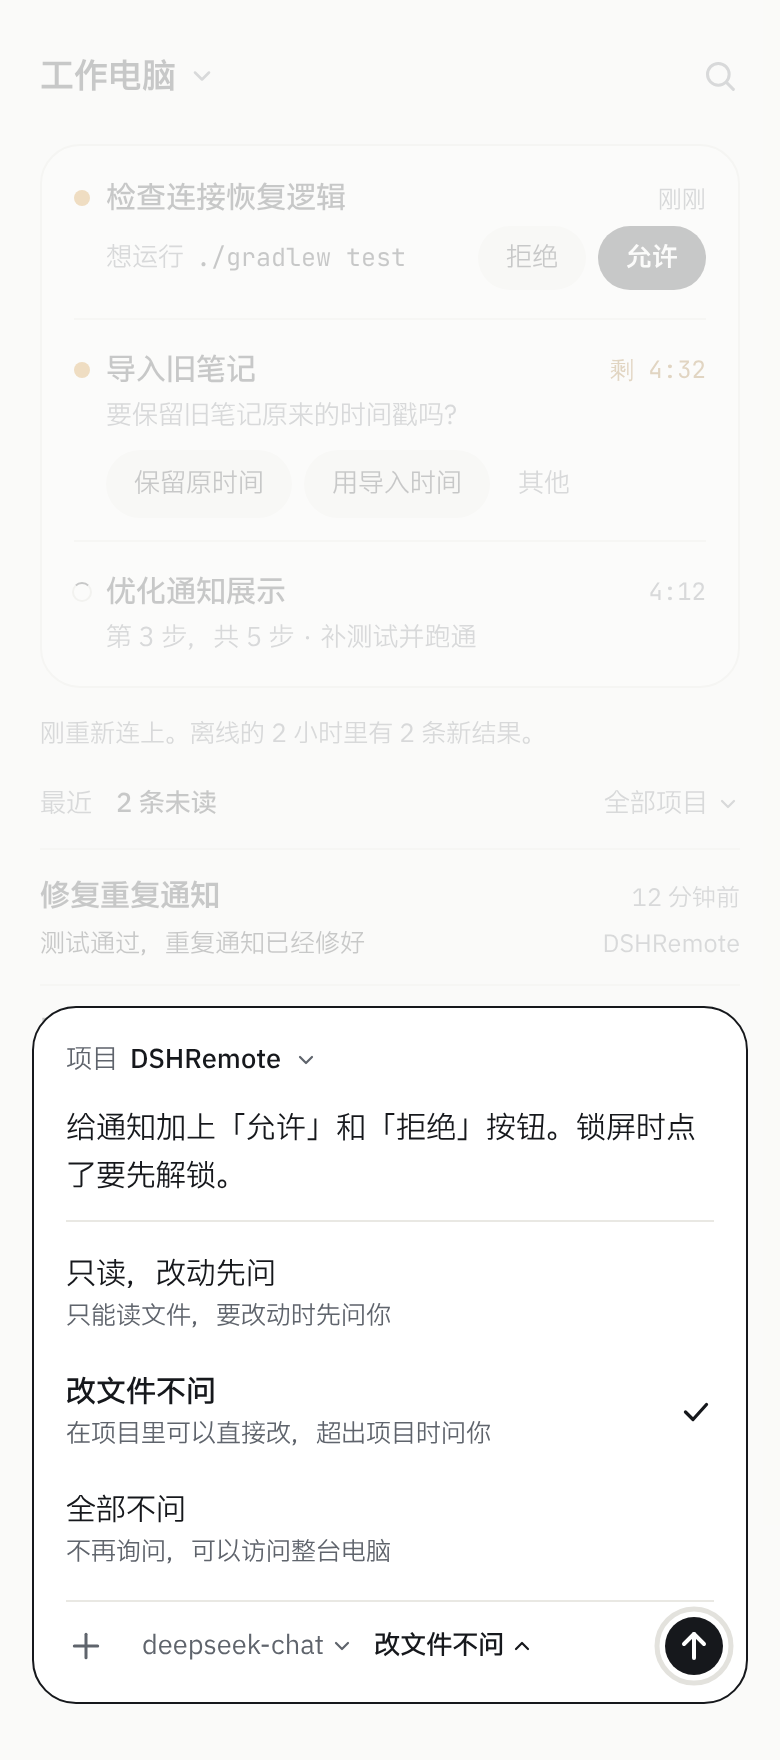 工作电脑
检查连接恢复逻辑 刚刚
想运行 ./gradlew test 拒绝 允许
导入旧笔记 剩 4:32
要保留旧笔记原来的时间戳吗?
保留原时间 用导入时间 其他
优化通知展示 4:12
第 3 步，共 5 步 · 补测试并跑通
刚重新连上。离线的 2 小时里有 2 条新结果。
最近 2 条未读 全部项目
修复重复通知 12 分钟前
测试通过，重复通知已经修好 DSHRemote
项目 DSHRemote
给通知加上「允许」和「拒绝」按钮。锁屏时点
了要先解锁。
只读，改动先问
只能读文件，要改动时先问你
改文件不问
在项目里可以直接改，超出项目时问你
全部不问
不再询问，可以访问整台电脑
deepseek-chat 改文件不问